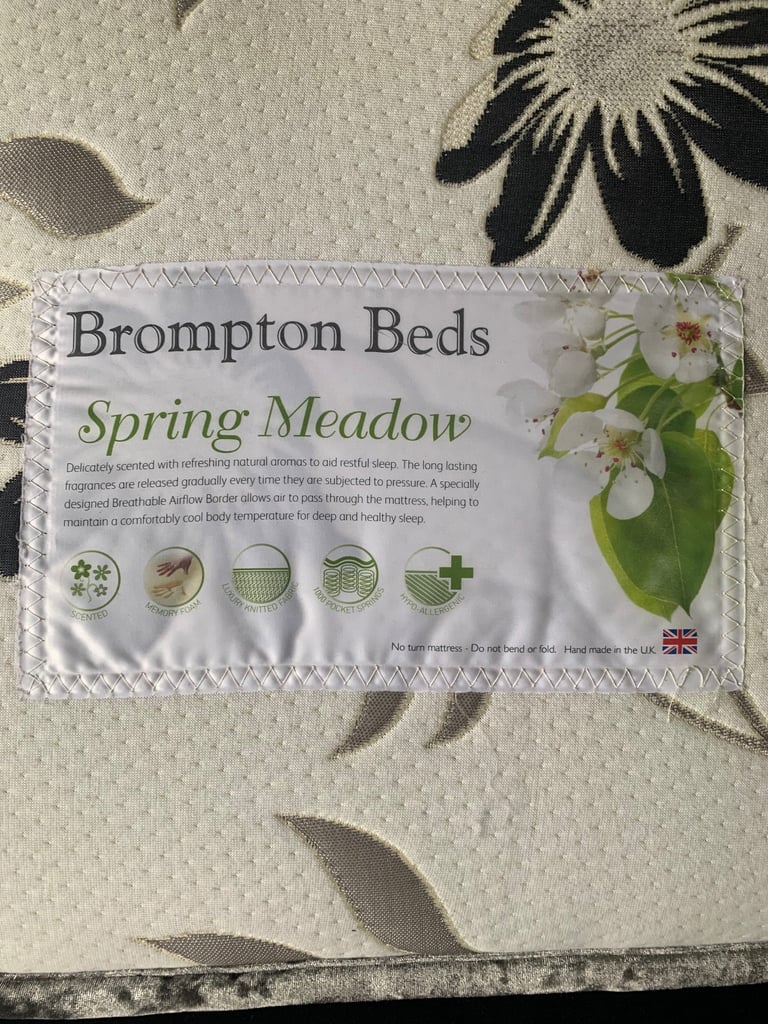 Brompton Beds
Spring Meadow
Delicately scented with refreshing natural aromas to aid restful sleep. The long lasting
fragrances are released gradually every time they are subjected to pressure. A specially
designed Breathable Airflow Border allows air to pass through the mattress, helping to
maintain a comfortably cool body temperature for deep and healthy sleep.
SCENTED
MEMORY FOAM
LUXURY KNITTED FABRIC
1000 POCKET SPRINGS
HYPO-ALLERGENIC
No turn mattress - Do not bend or fold. Hand made in the U.K.